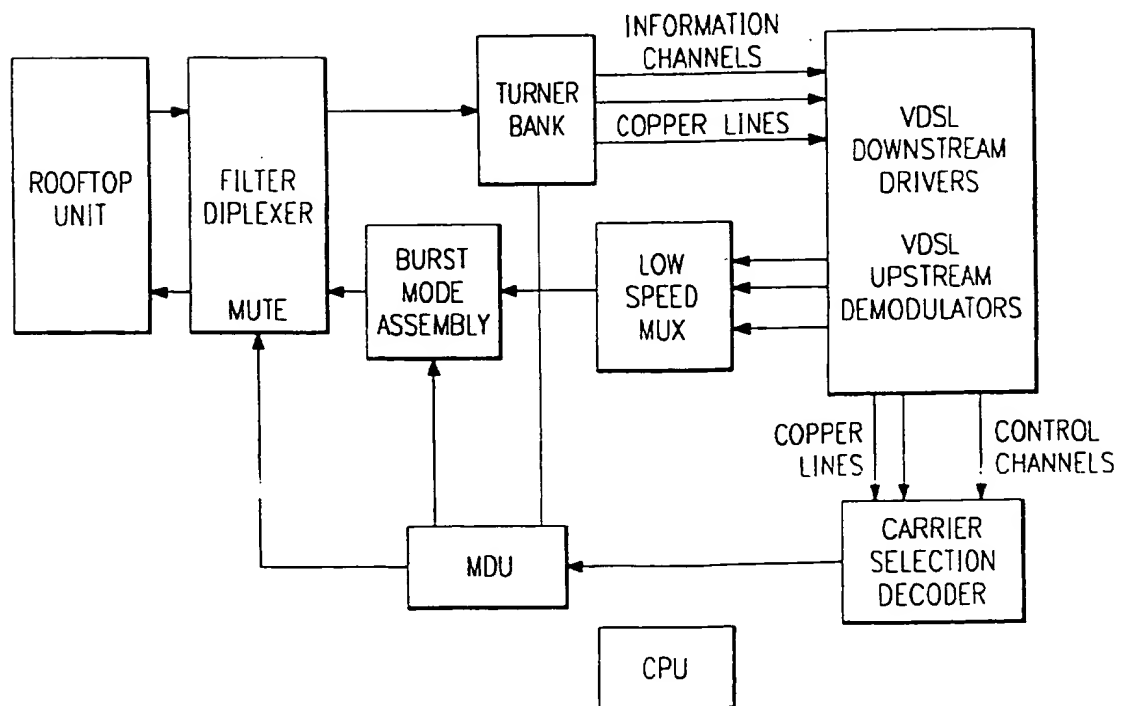 INFORMATION
CHANNELS
TURNER
BANK
COPPER LINES
ROOFTOP
UNIT
FILTER
DIPLEXER
MUTE
BURST
MODE
ASSEMBLY
LOW
SPEED
MUX
VDSL
DOWNSTREAM
DRIVERS
VDSL
UPSTREAM
DEMODULATORS
COPPER
LINES
CONTROL
CHANNELS
MDU
CARRIER
SELECTION
DECODER
CPU